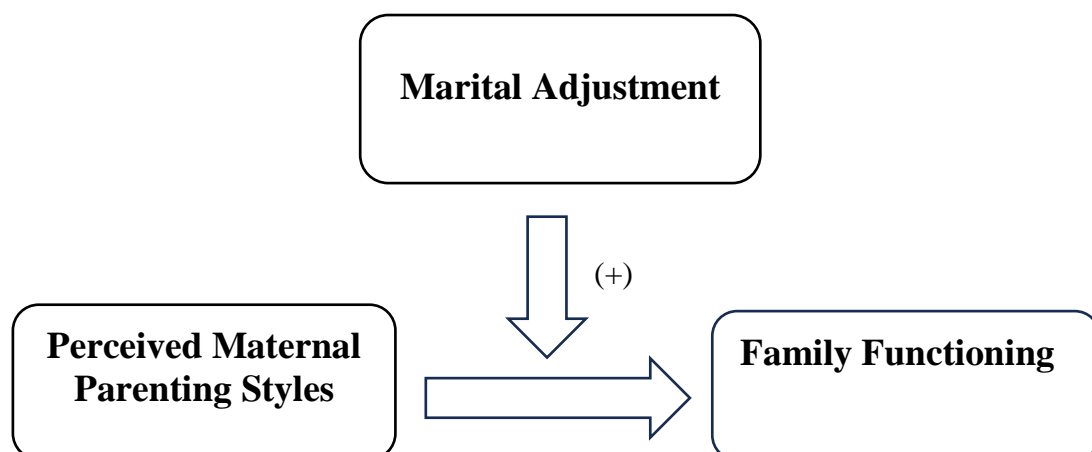 Marital Adjustment
(+)
Perceived Maternal
Parenting Styles
Family Functioning